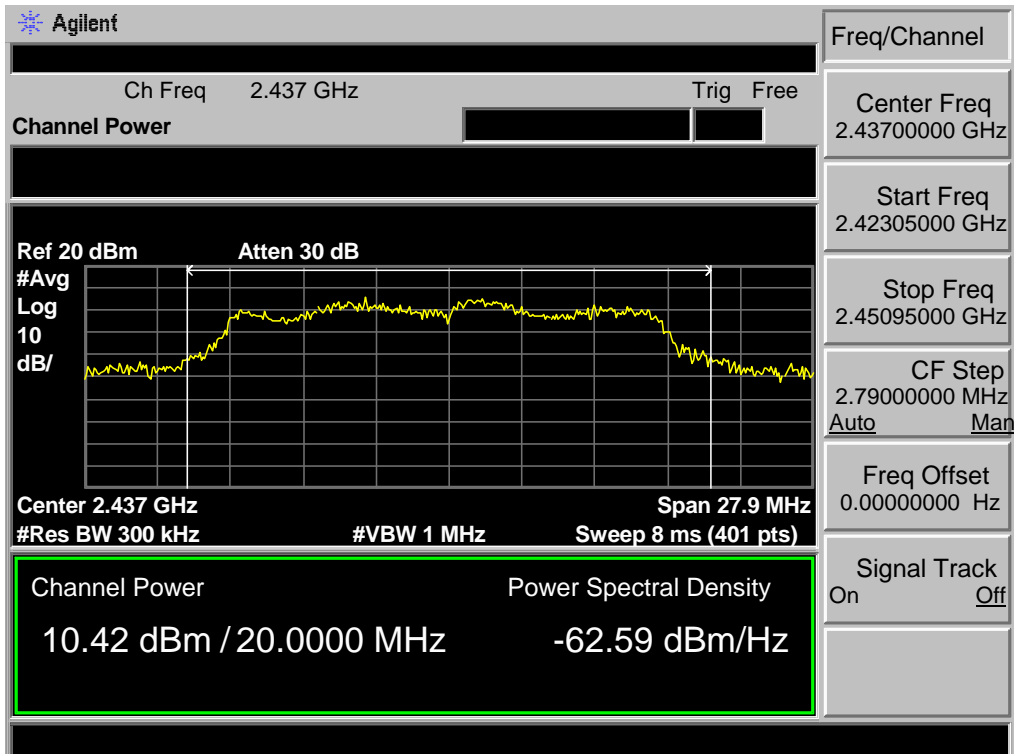 Agilent
Freq/Channel
Ch Freq 2.437 GHz Trig Free
Channel Power
Center Freq
2.43700000 GHz
Start Freq
2.42305000 GHz
Stop Freq
2.45095000 GHz
CF Step
2.79000000 MHz
Auto Man
Freq Offset
0.00000000 Hz
Signal Track
On Off
Ref 20 dBm Atten 30 dB
#Avg
Log
10
dB/
Center 2.437 GHz Span 27.9 MHz
#Res BW 300 kHz #VBW 1 MHz Sweep 8 ms (401 pts)
Channel Power Power Spectral Density
10.42 dBm / 20.0000 MHz -62.59 dBm/Hz